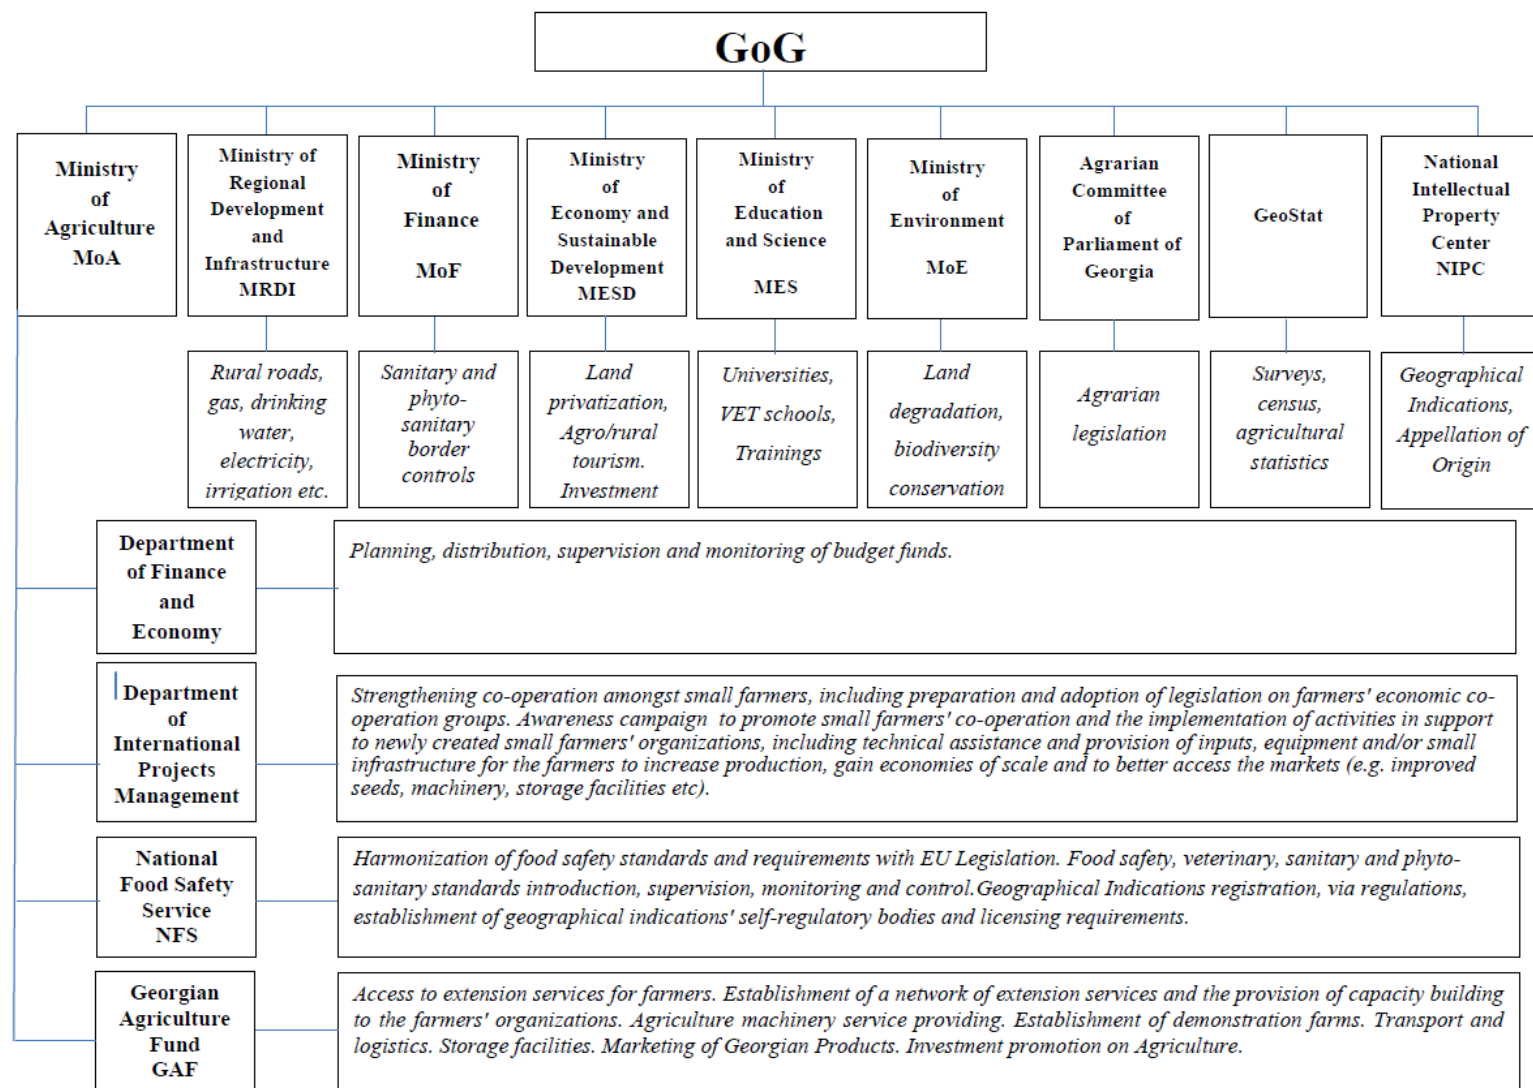 GoG
Ministry
of
Agriculture
MoA
Ministry of
Regional
Development
and
Infrastructure
MRDI
Ministry
of
Finance
MoF
Ministry
of
Economy and
Sustainable
Development
MESD
Ministry
of
Education
and Science
MES
Ministry
of
Environment
MoE
Agrarian
Committee
of
Parliament of
Georgia
GeoStat
National
Intellectual
Property
Center
NIPC
Rural roads,
gas, drinking
water,
electricity,
irrigation etc.
Sanitary and
phyto-
sanitary
border
controls
Land
privatization,
Agro/rural
tourism.
Investment
Universities,
VET schools,
Trainings
Land
degradation,
biodiversity
conservation
Agrarian
legislation
Surveys,
census,
agricultural
statistics
Geographical
Indications,
Appellation of
Origin
Department
of Finance
and
Economy
Planning, distribution, supervision and monitoring of budget funds.
Department
of
International
Projects
Management
Strengthening co-operation amongst small farmers, including preparation and adoption of legislation on farmers' economic co-
operation groups. Awareness campaign to promote small farmers' co-operation and the implementation of activities in support
to newly created small farmers' organizations, including technical assistance and provision of inputs, equipment and/or small
infrastructure for the farmers to increase production, gain economies of scale and to better access the markets (e.g. improved
seeds, machinery, storage facilities etc).
National
Food Safety
Service
NFS
Harmonization of food safety standards and requirements with EU Legislation. Food safety, veterinary, sanitary and phyto-
sanitary standards introduction, supervision, monitoring and control.Geographical Indications registration, via regulations,
establishment of geographical indications' self-regulatory bodies and licensing requirements.
Georgian
Agriculture
Fund
GAF
Access to extension services for farmers. Establishment of a network of extension services and the provision of capacity building
to the farmers' organizations. Agriculture machinery service providing. Establishment of demonstration farms. Transport and
logistics. Storage facilities. Marketing of Georgian Products. Investment promotion on Agriculture.